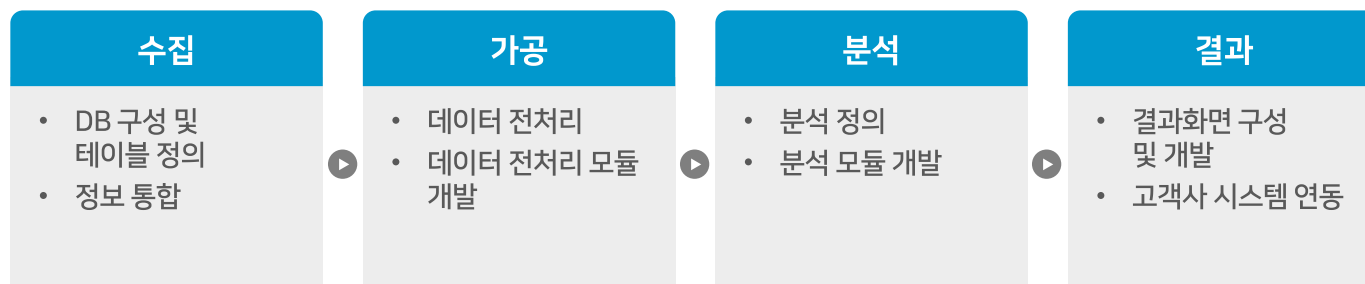 수집
• DB 구성 및
테이블 정의
• 정보 통합
가공
• 데이터 전처리
• 데이터 전처리 모듈
개발
분석
• 분석 정의
• 분석 모듈 개발
결과
• 결과화면 구성
및 개발
• 고객사 시스템 연동